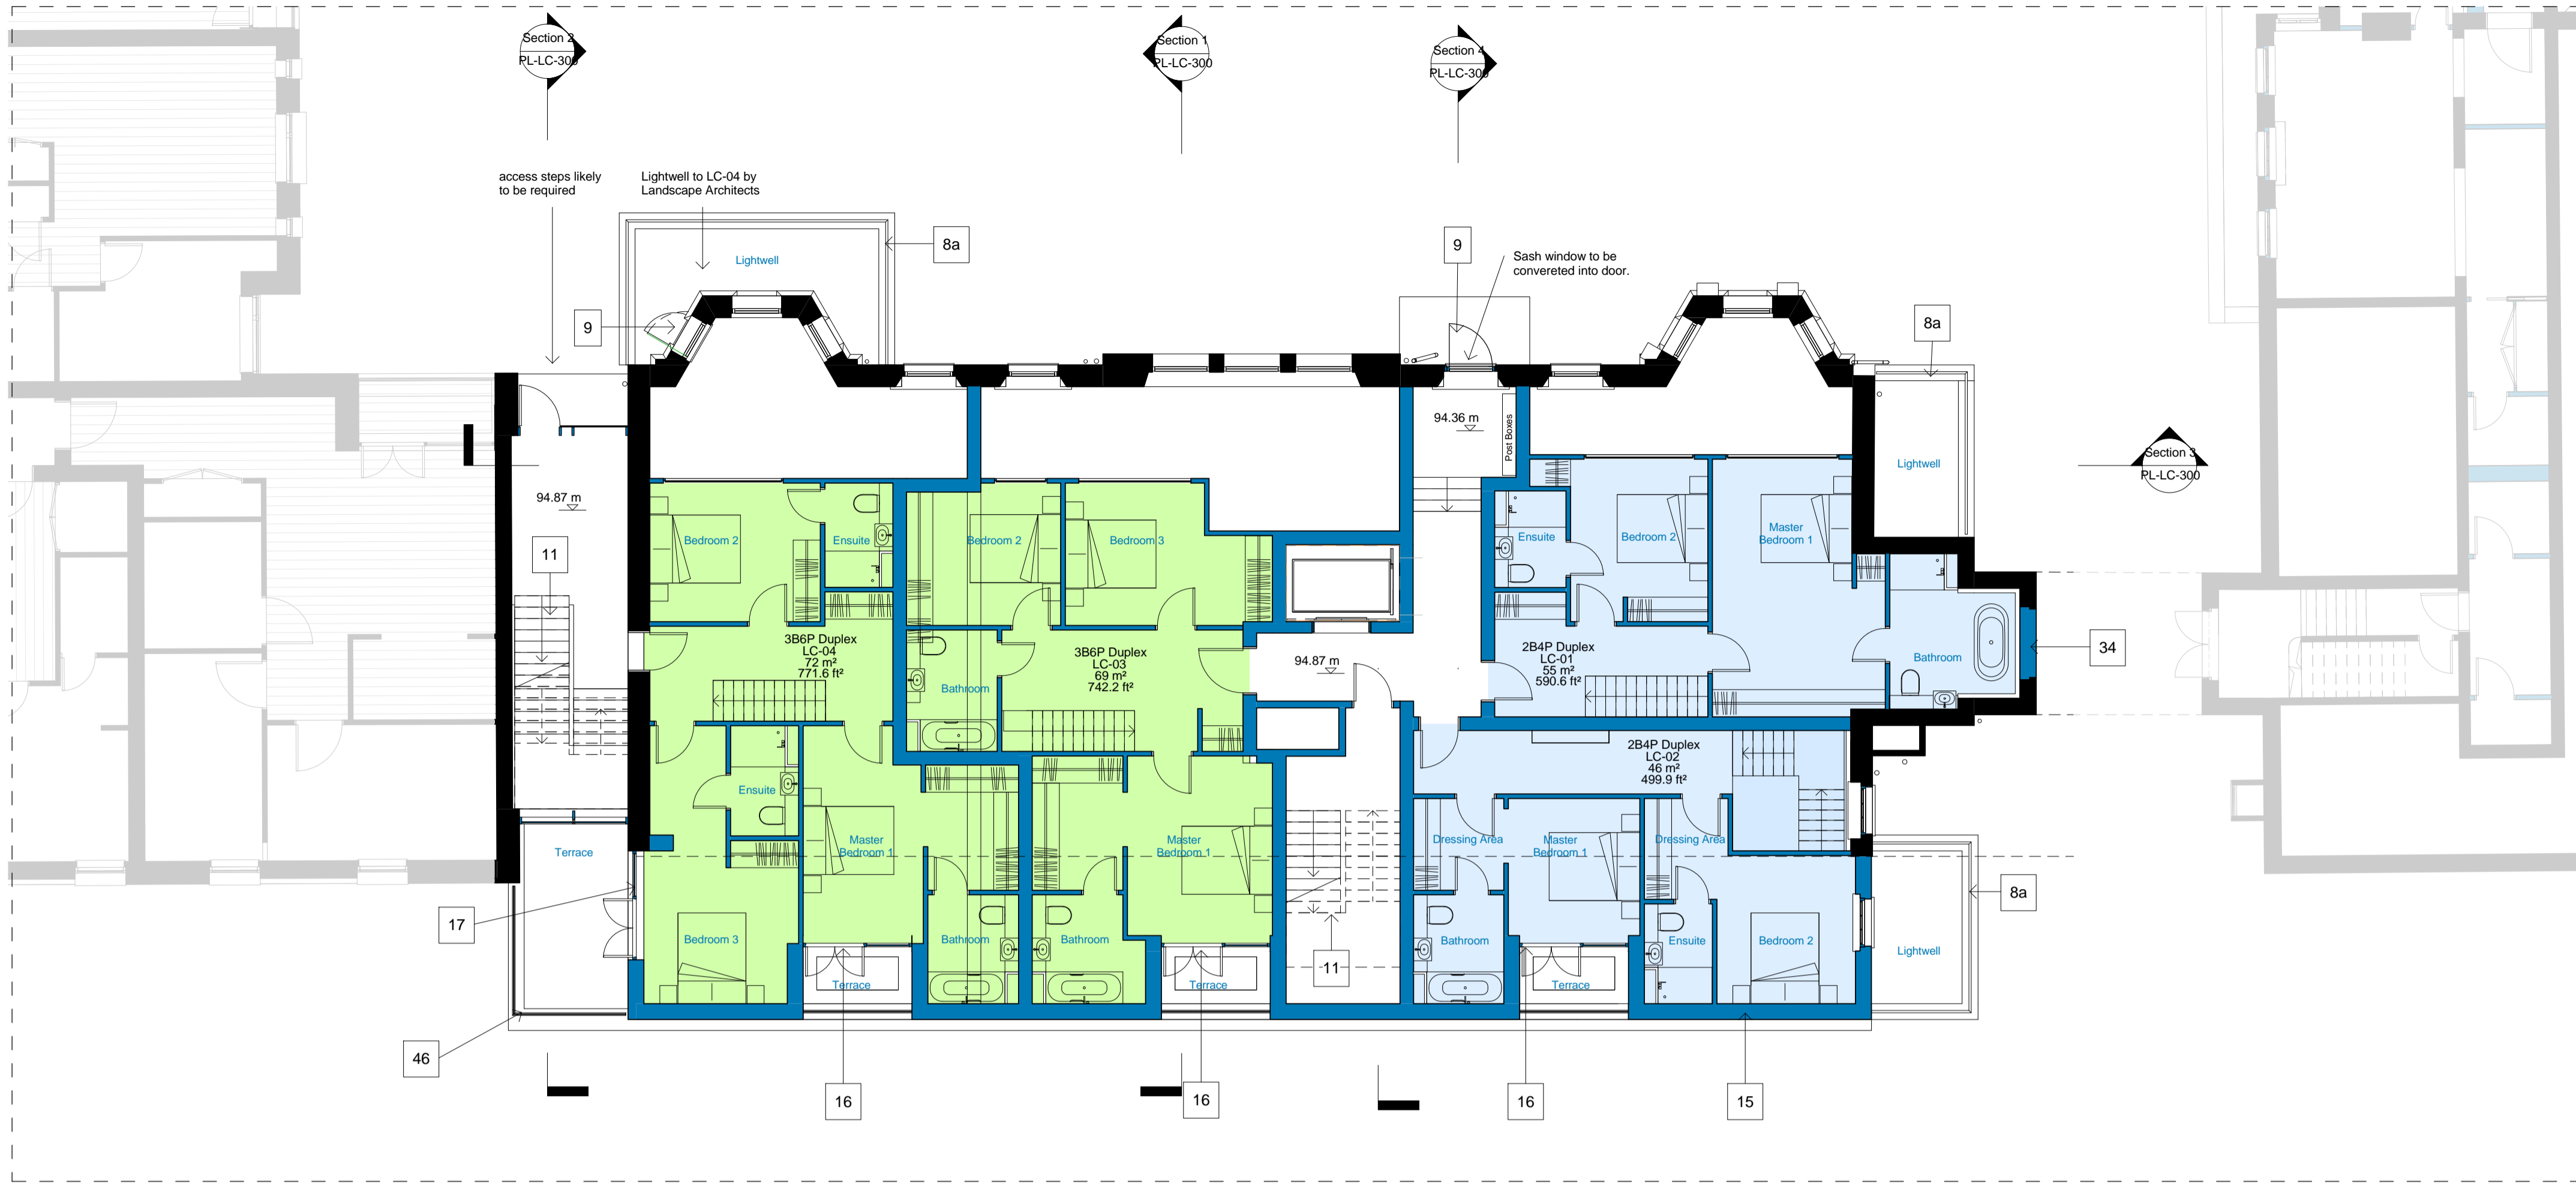 Section 2
PL-LC-300
Section 1
PL-LC-300
Section 4
PL-LC-300
access steps likely
to be required
Lightwell to LC-04 by
Landscape Architects
8a
Lightwell
9
9
Sash window to be
convereted into door.
8a
94.36 m
Post Boxes
Section 3
PL-LC-300
Lightwell
94.87 m
11
Bedroom 2
Ensuite
Bedroom 2
Bedroom 3
Ensuite
Bedroom 2
Master
Bedroom 1
3B6P Duplex
LC-04
72 m²
771.6 ft²
3B6P Duplex
LC-03
69 m²
742.2 ft²
94.87 m
2B4P Duplex
LC-01
55 m²
590.6 ft²
Bathroom
34
Bathroom
2B4P Duplex
LC-02
46 m²
499.9 ft²
Ensuite
Terrace
Master
Bedroom 1
Master
Bedroom 1
Dressing Area
Master
Bedroom 1
Dressing Area
8a
17
Bedroom 3
Bathroom
Bathroom
Bathroom
Ensuite
Bedroom 2
Lightwell
11
Terrace
Terrace
Terrace
46
16
16
16
15